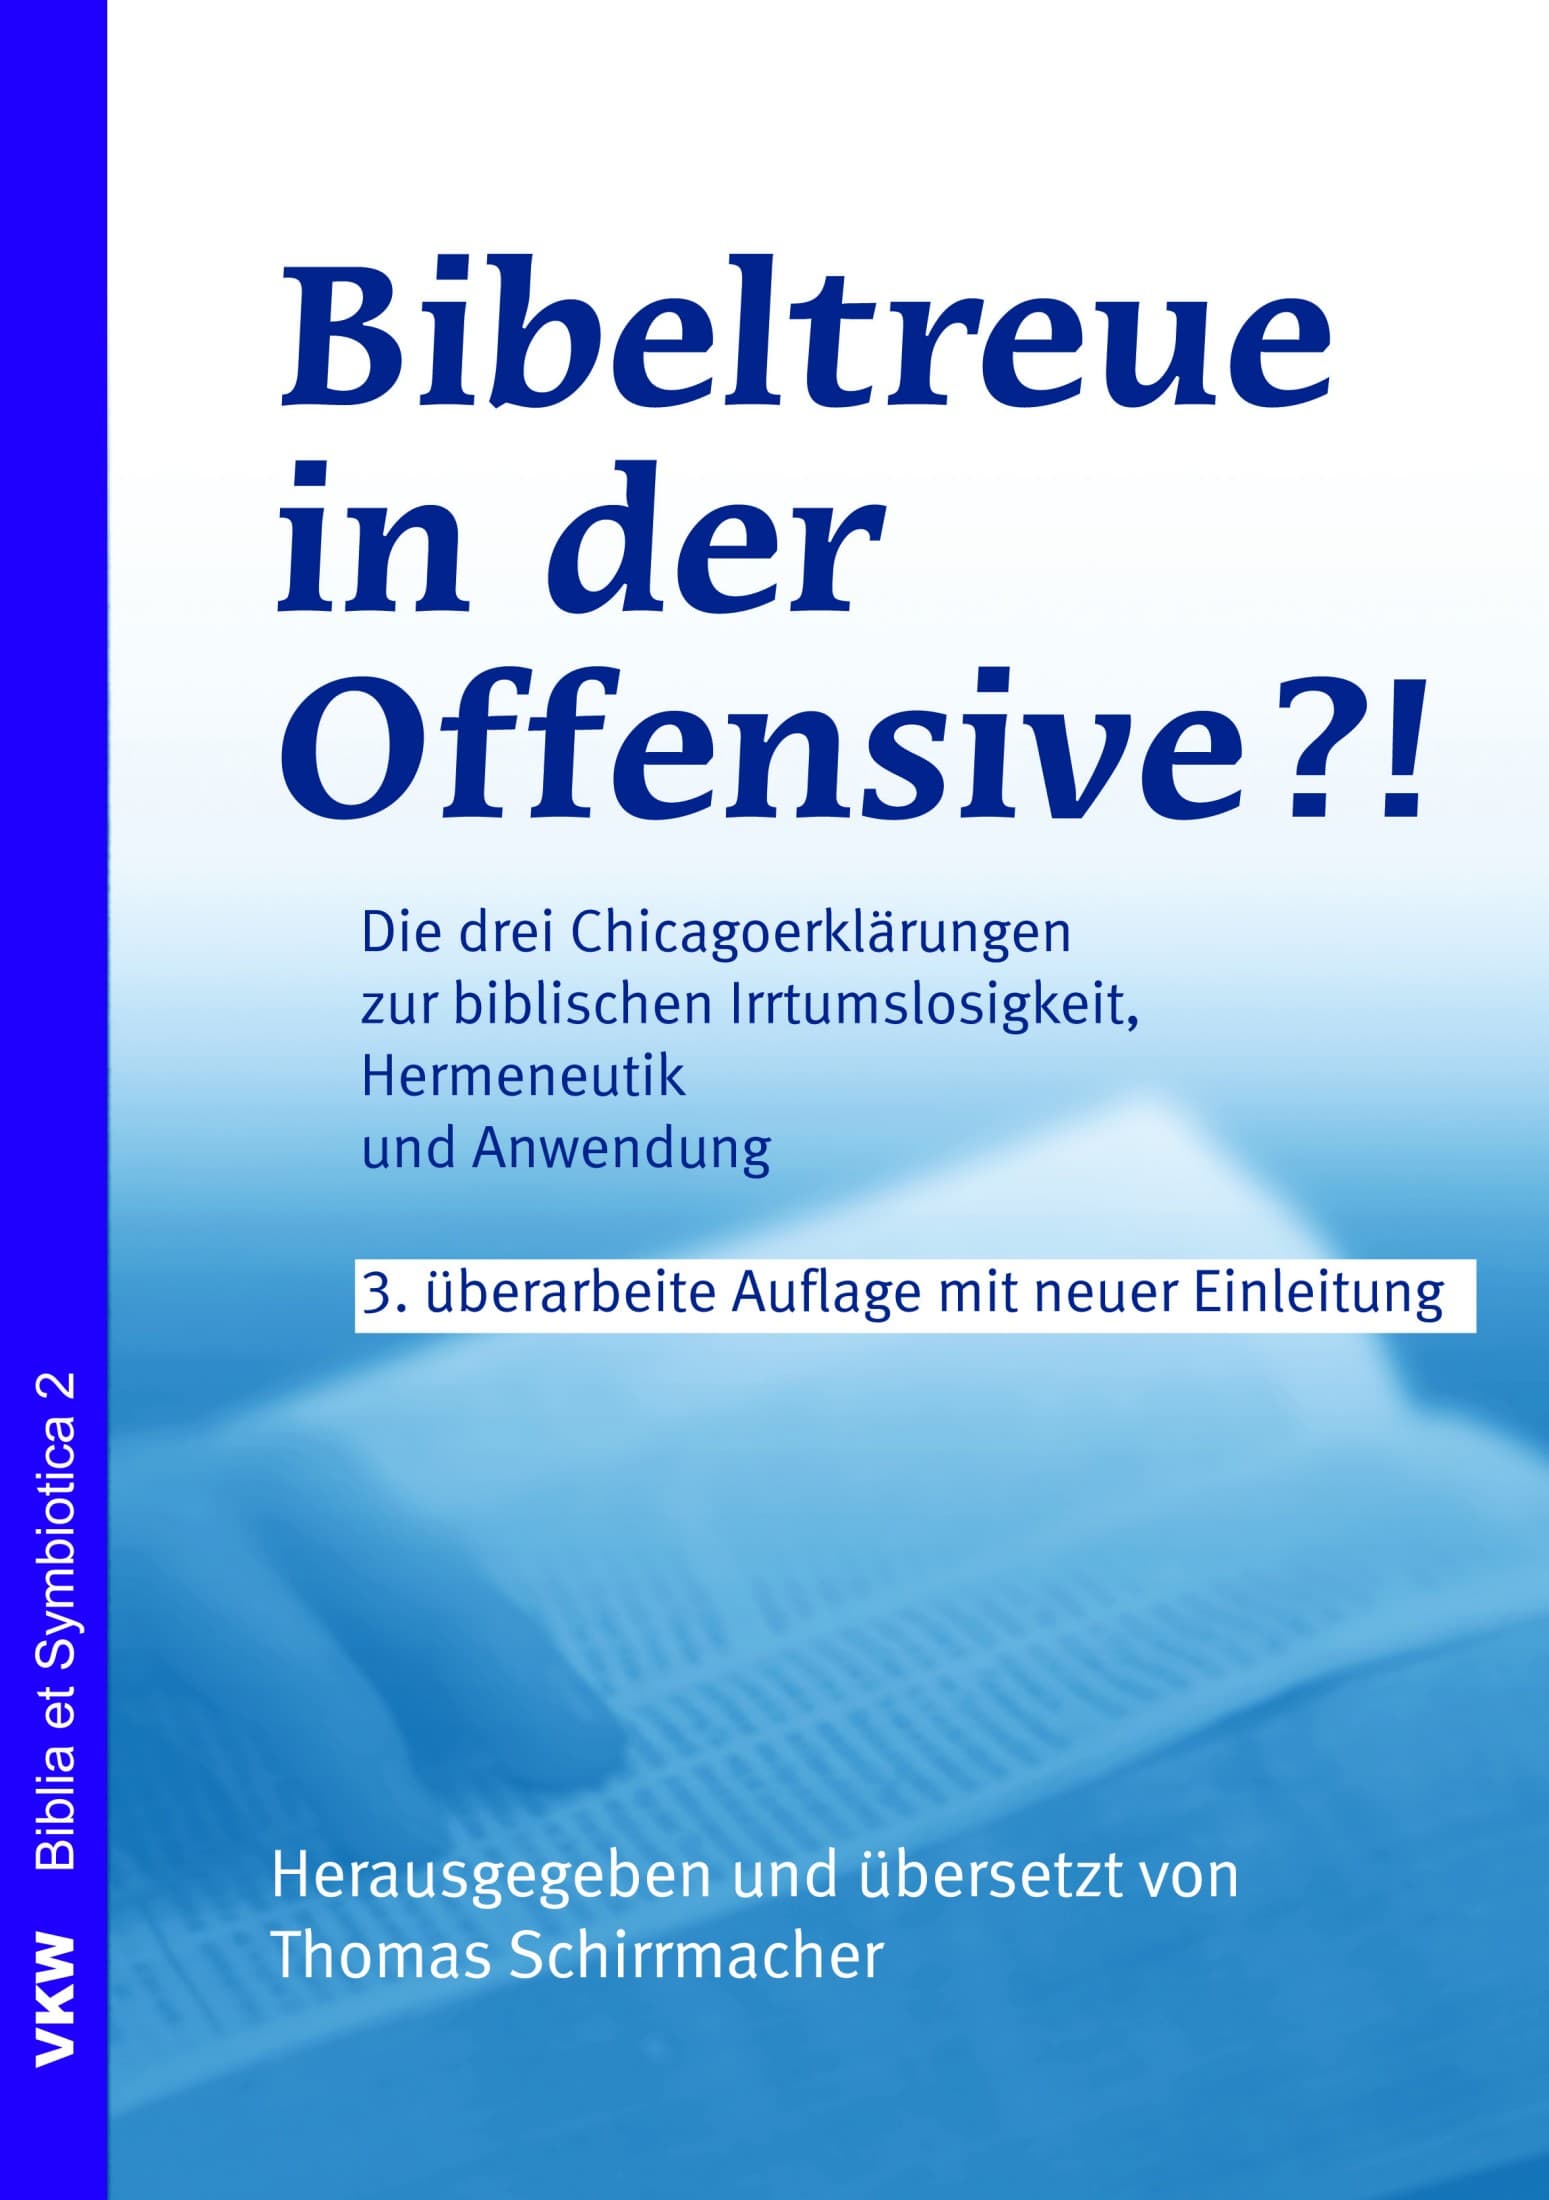 Bibeltreue
in der
Offensive?!
Die drei Chicagoerklärungen
zur biblischen Irrtumslosigkeit,
Hermeneutik
und Anwendung
3. überarbeite Auflage mit neuer Einleitung
Herausgegeben und übersetzt von
Thomas Schirrmacher
VKW Biblia et Symbiotica 2